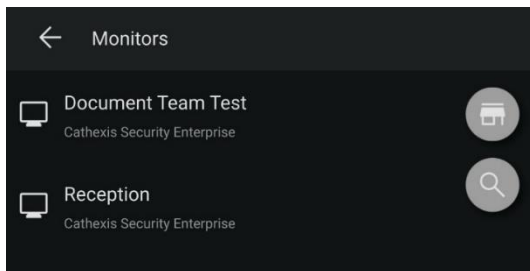 Monitors
Document Team Test
Cathexis Security Enterprise
Reception
Cathexis Security Enterprise